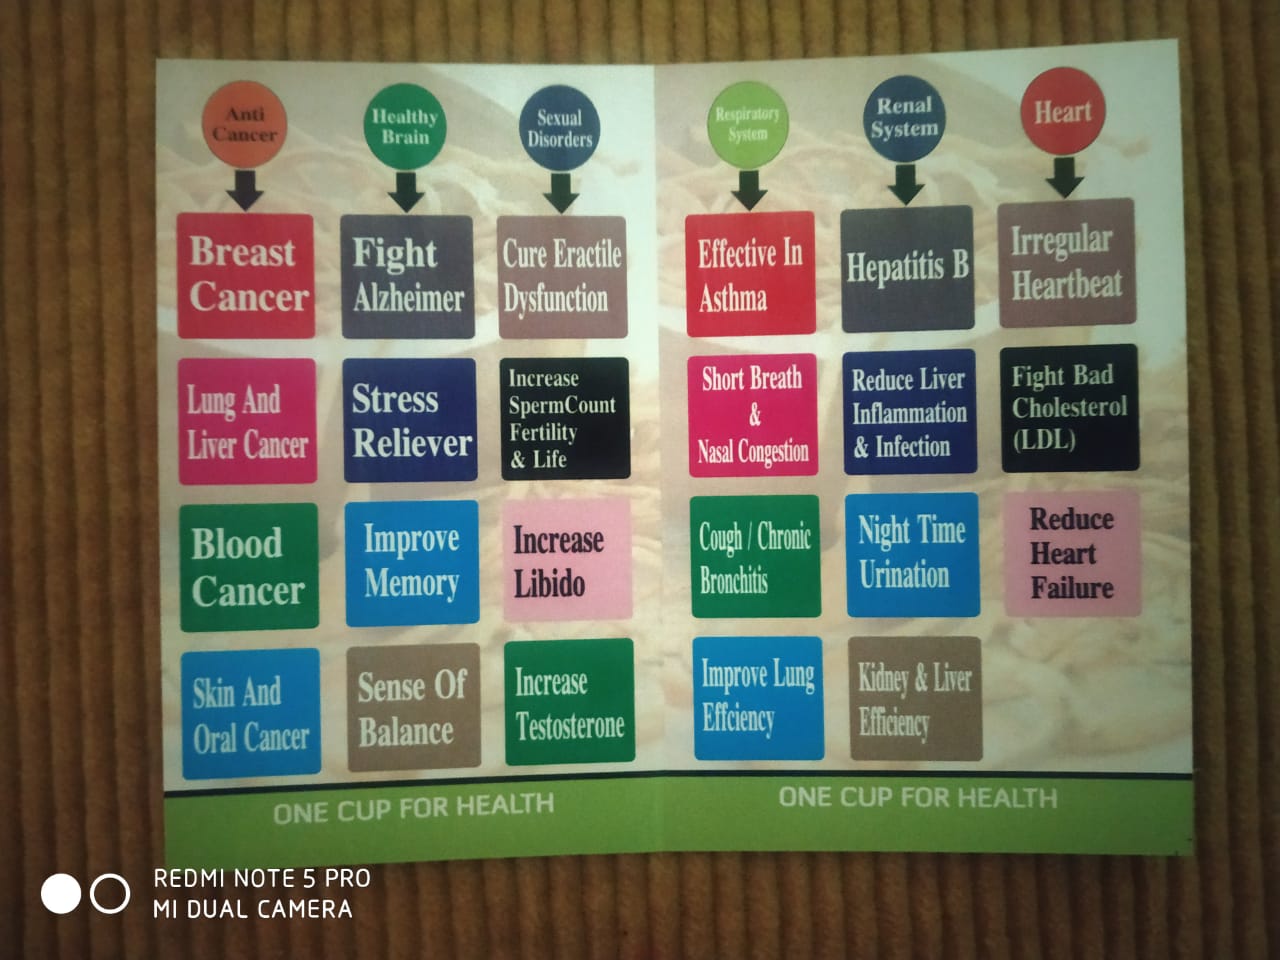 Anti
Cancer
Breast
Cancer
Lung And
Liver Cancer
Blood
Cancer
Skin And
Oral Cancer
Healthy
Brain
Fight
Alzheimer
Stress
Reliever
Improve
Memory
Sense Of
Balance
Sexual
Disorders
Cure Eractile
Dysfunction
Increase
SpermCount
Fertility
& Life
Increase
Libido
Increase
Testosterone
ONE CUP FOR HEALTH
Respiratory
System
Effective In
Asthma
Short Breath
&
Nasal Congestion
Cough / Chronic
Bronchitis
Improve Lung
Effciency
Renal
System
Hepatitis B
Reduce Liver
Inflammation
& Infection
Night Time
Urination
Kidney & Liver
Efficiency
Heart
Irregular
Heartbeat
Fight Bad
Cholesterol
(LDL)
Reduce
Heart
Failure
ONE CUP FOR HEALTH
REDMI NOTE 5 PRO
MI DUAL CAMERA